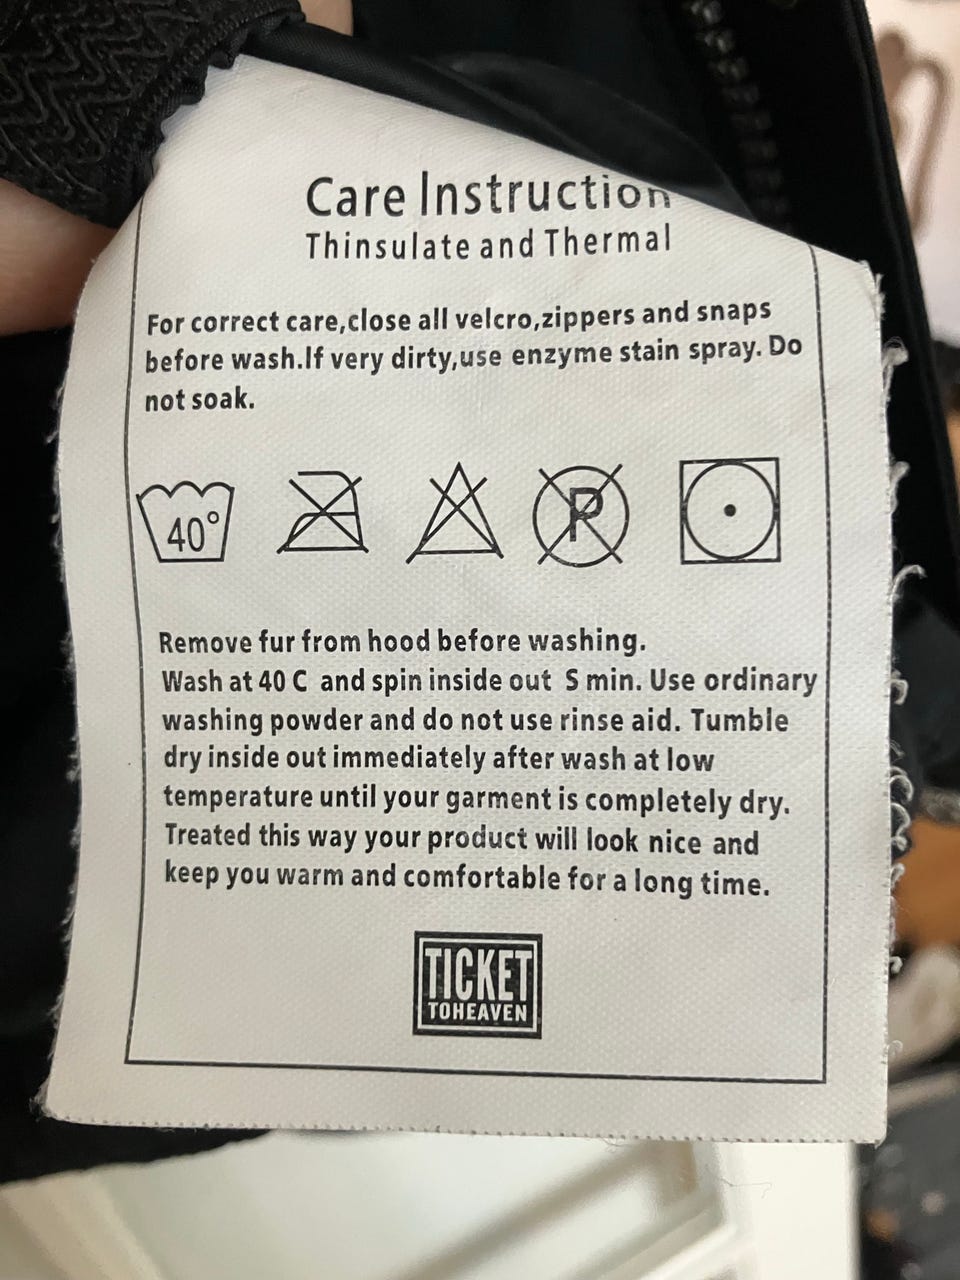 Care Instruction
Thinsulate and Thermal
For correct care,close all velcro,zippers and snaps
before wash.If very dirty,use enzyme stain spray. Do
not soak.
40° P
Remove fur from hood before washing.
Wash at 40 C and spin inside out S min. Use ordinary
washing powder and do not use rinse aid. Tumble
dry inside out immediately after wash at low
temperature until your garment is completely dry.
Treated this way your product will look nice and
keep you warm and comfortable for a long time.
TICKET
TOHEAVEN